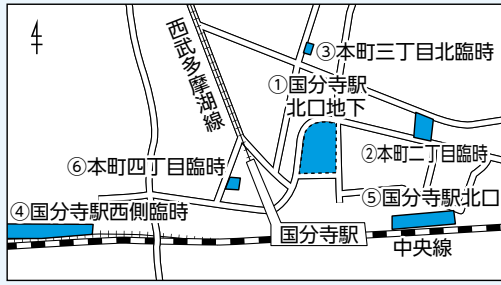 西武多摩湖線
③本町三丁目北臨時
①国分寺駅
北口地下
②本町二丁目臨時
⑥本町四丁目臨時
⑤国分寺駅北口
④国分寺駅西側臨時
国分寺駅
中央線